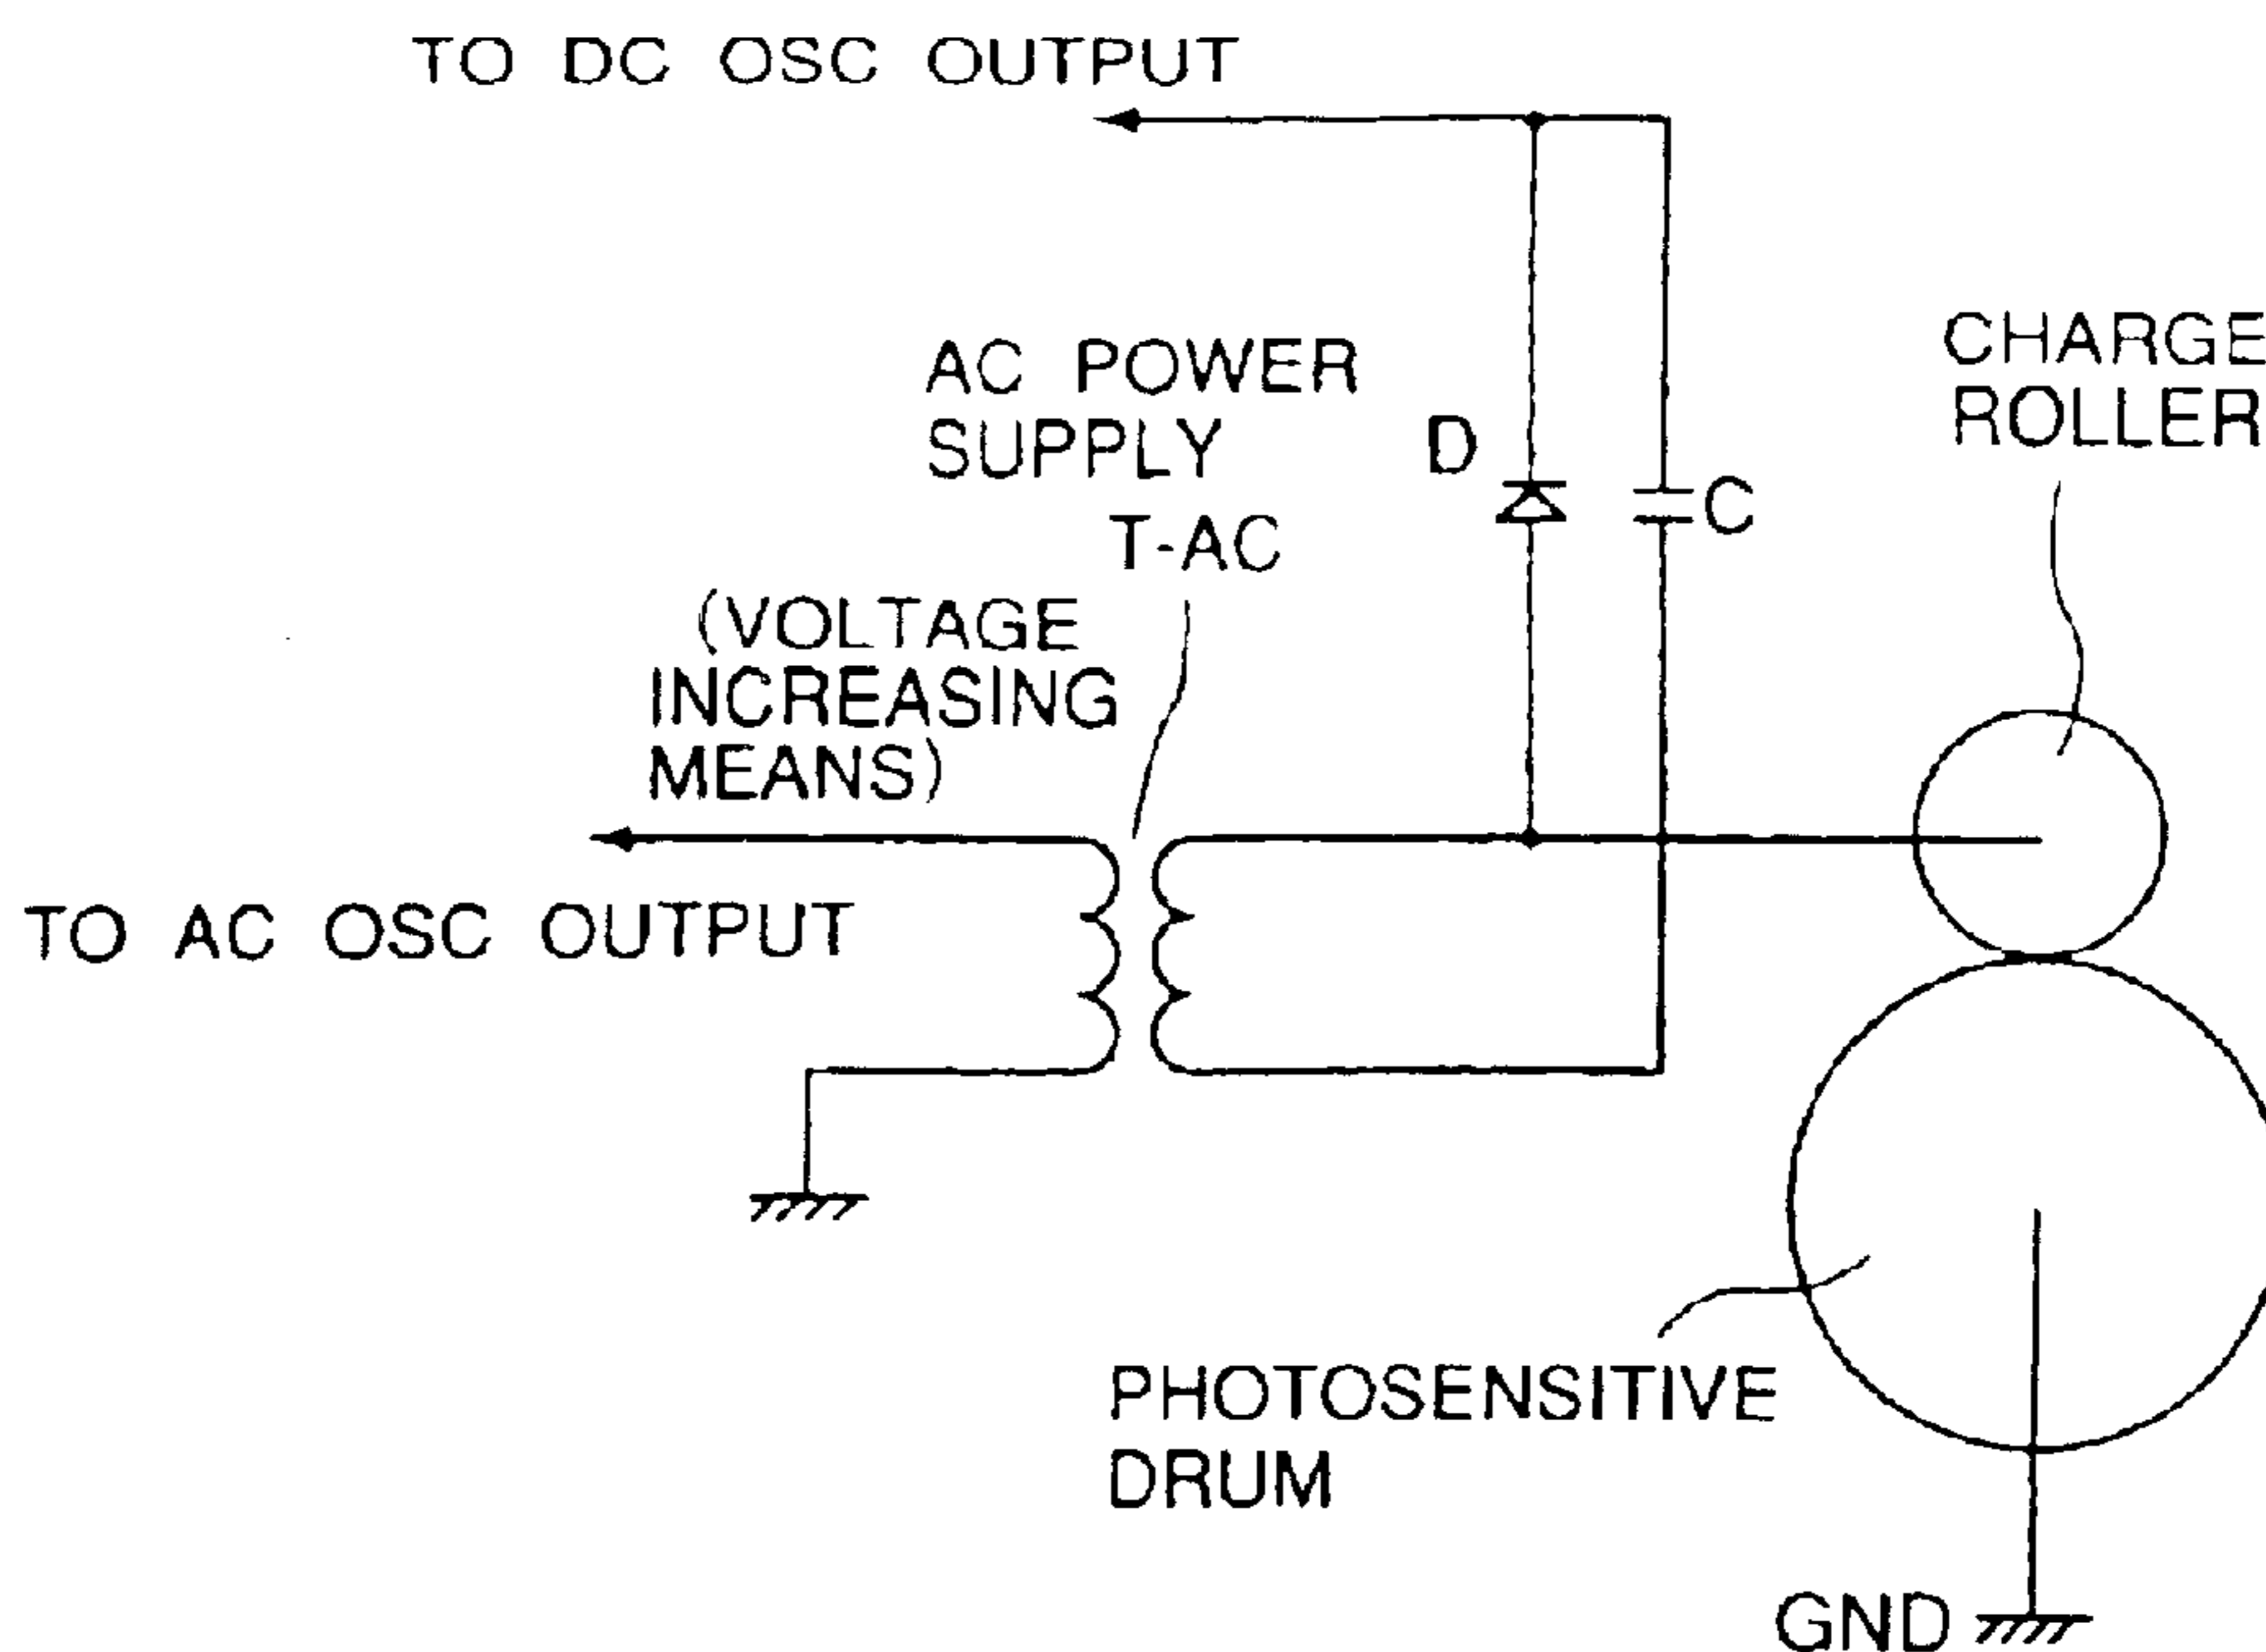 TO DC OSC OUTPUT
AC POWER
SUPPLY
T-AC
D
C
CHARGE
ROLLER
(VOLTAGE
INCREASING
MEANS)
TO AC OSC OUTPUT
PHOTOSENSITIVE
DRUM
GND